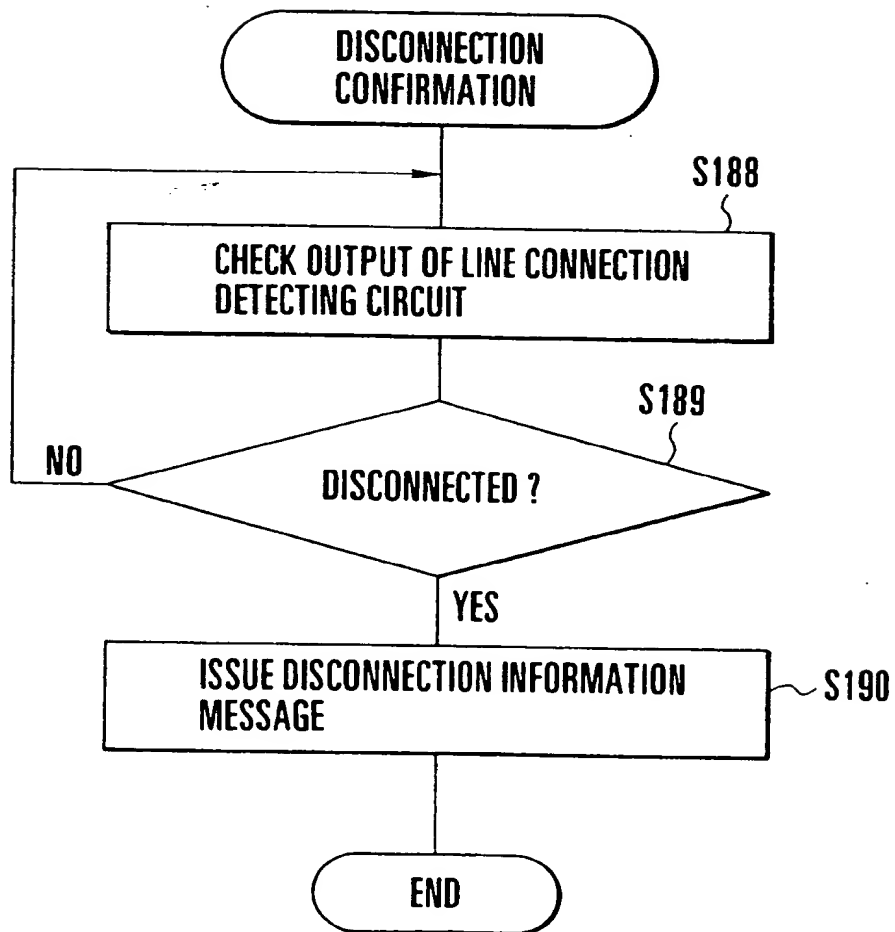 DISCONNECTION
CONFIRMATION
S188
CHECK OUTPUT OF LINE CONNECTION
DETECTING CIRCUIT
S189
NO
DISCONNECTED ?
YES
ISSUE DISCONNECTION INFORMATION
MESSAGE
S190
END